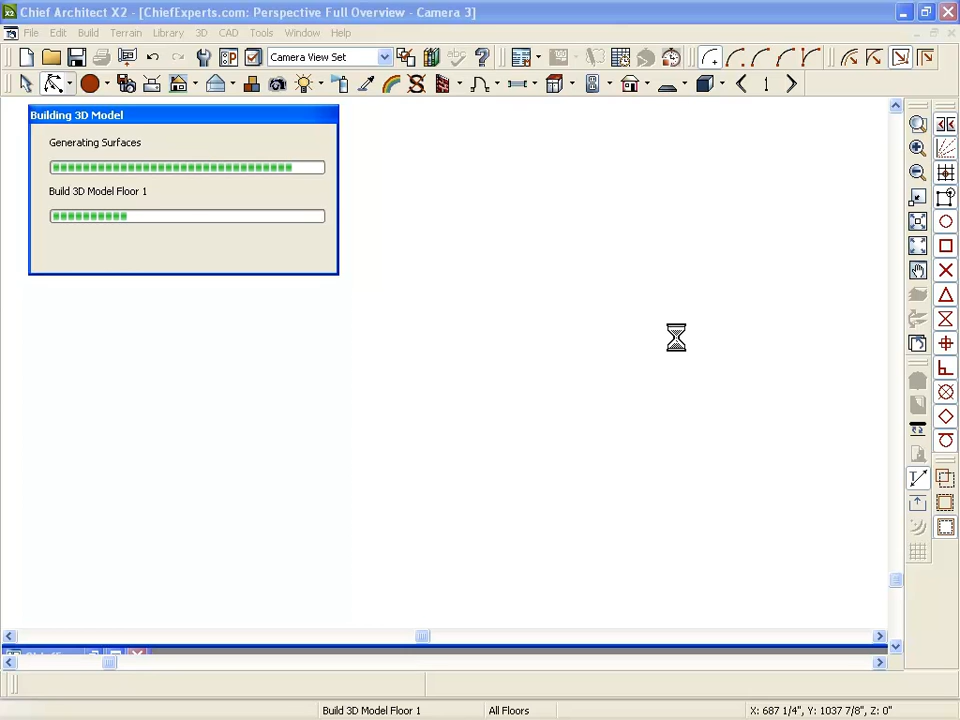 Chief Architect X2 - [ChiefExperts.com: Perspective Full Overview - Camera 3]
File Edit Build Terrain Library 3D CAD Tools Window Help
Camera View Set
1
Building 3D Model
Generating Surfaces
Build 3D Model Floor 1
Build 3D Model Floor 1 All Floors X: 687 1/4", Y: 1037 7/8", Z: 0"